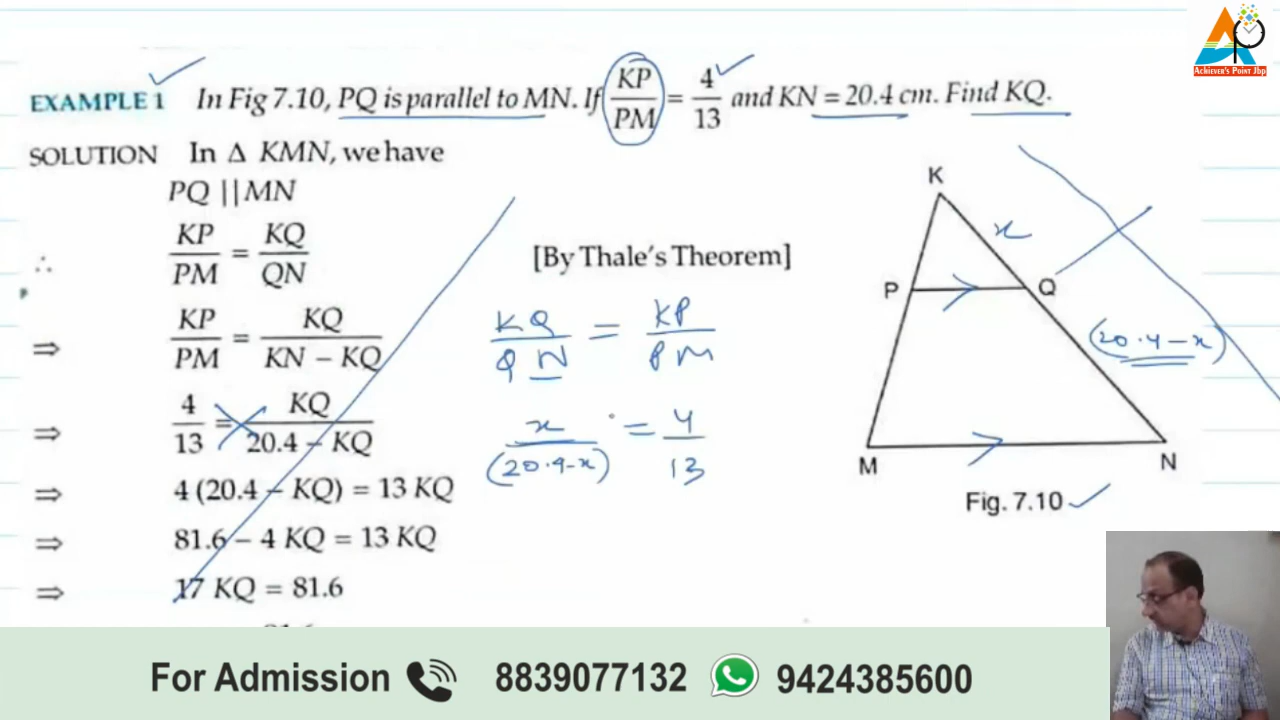 ACHIEVER'S POINT Jbp
EXAMPLE 1 In Fig 7.10, PQ is parallel to MN. If KP/PM = 4/13 and KN = 20.4 cm. Find KQ.
SOLUTION In Δ KMN, we have
PQ || MN
∴ KP/PM = KQ/QN [By Thale's Theorem]
⇒ KP/PM = KQ/KN – KQ
⇒ 4/13 = KQ/20.4 – KQ
⇒ 4 (20.4 – KQ) = 13 KQ
⇒ 81.6 – 4 KQ = 13 KQ
⇒ 17 KQ = 81.6
KQ/QN = KP/PM
x/(20.4-x) = 4/13
K
x
P
Q
(20.4-x)
M
N
Fig. 7.10
For Admission 8839077132 9424385600